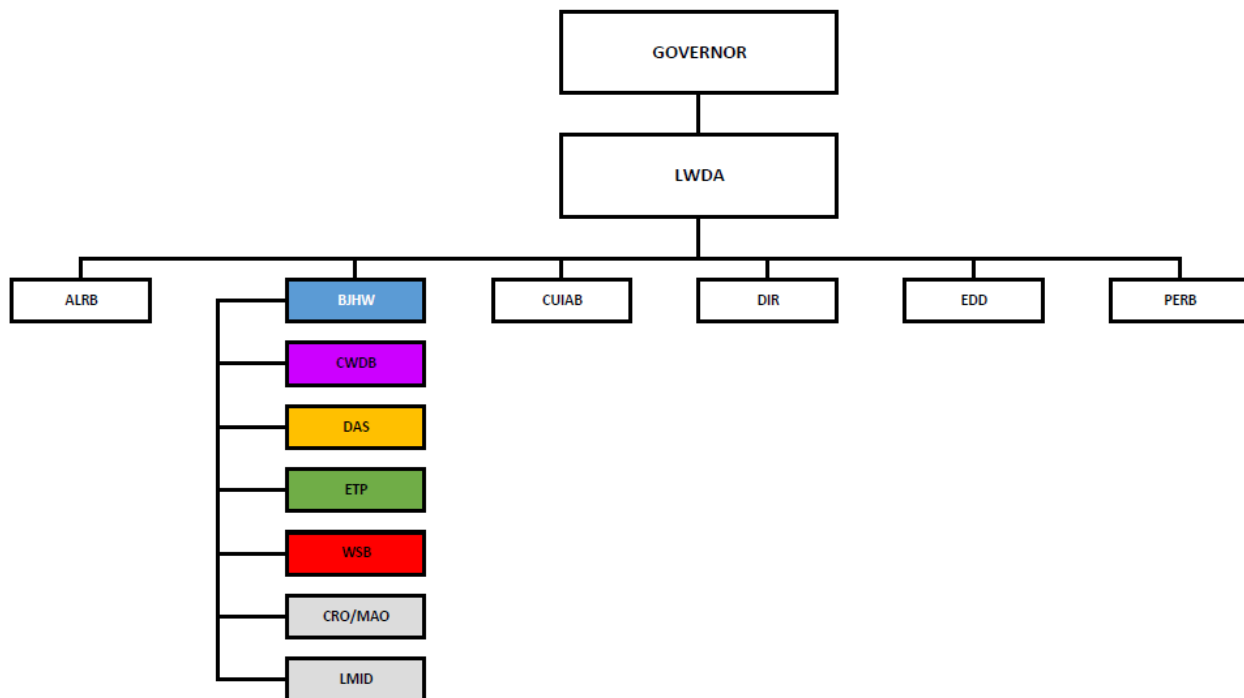 GOVERNOR
LWDA
ALRB
BJHW
CUIAB
DIR
EDD
PERB
CWDB
DAS
ETP
WSB
CRO/MAO
LMID